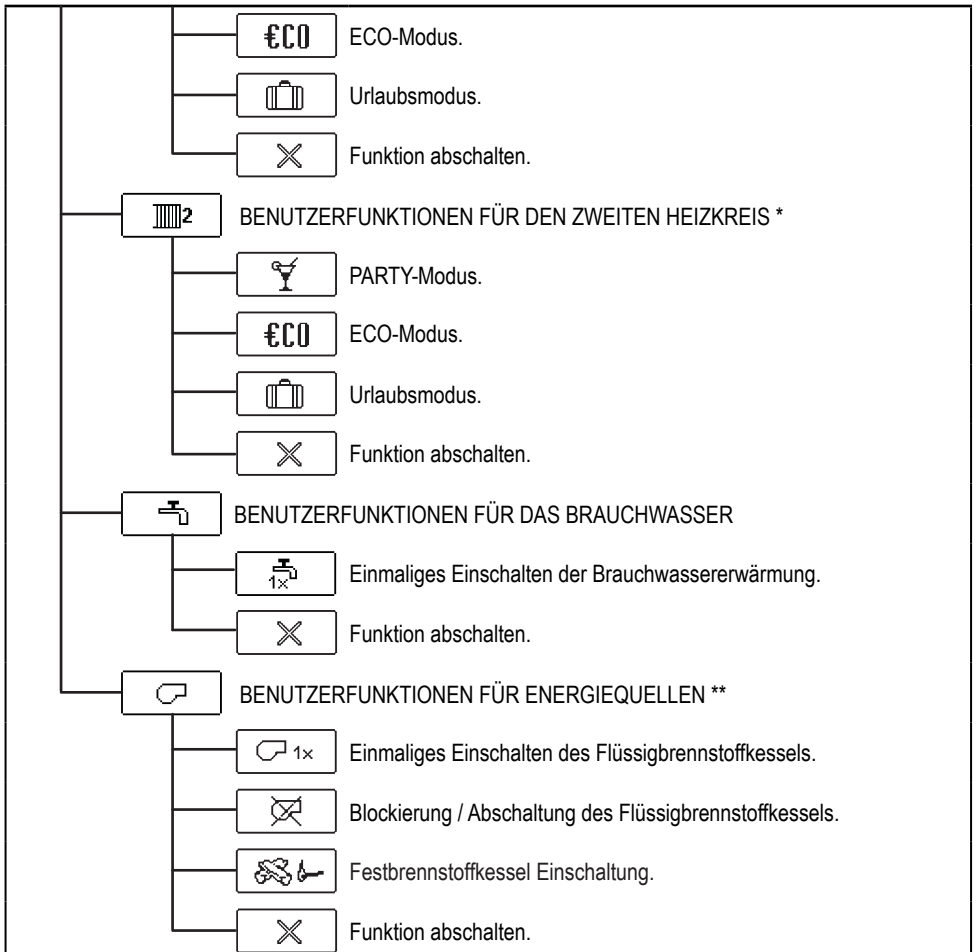 €CO ECO-Modus.
Urlaubsmodus.
Funktion abschalten.
2 BENUTZERFUNKTIONEN FÜR DEN ZWEITEN HEIZKREIS *
PARTY-Modus.
€CO ECO-Modus.
Urlaubsmodus.
Funktion abschalten.
BENUTZERFUNKTIONEN FÜR DAS BRAUCHWASSER
1x Einmaliges Einschalten der Brauchwassererwärmung.
Funktion abschalten.
BENUTZERFUNKTIONEN FÜR ENERGIEQUELLEN **
1x Einmaliges Einschalten des Flüssigbrennstoffkessels.
Blockierung / Abschaltung des Flüssigbrennstoffkessels.
Festbrennstoffkessel Einschaltung.
Funktion abschalten.